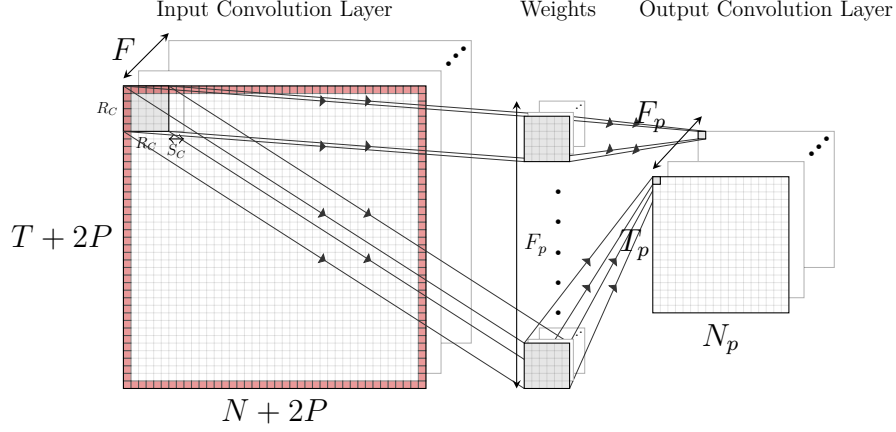 Input Convolution Layer
Weights
Output Convolution Layer
F
R_C
R_C
S_C
T + 2P
N + 2P
F_p
F_p
T_p
N_p